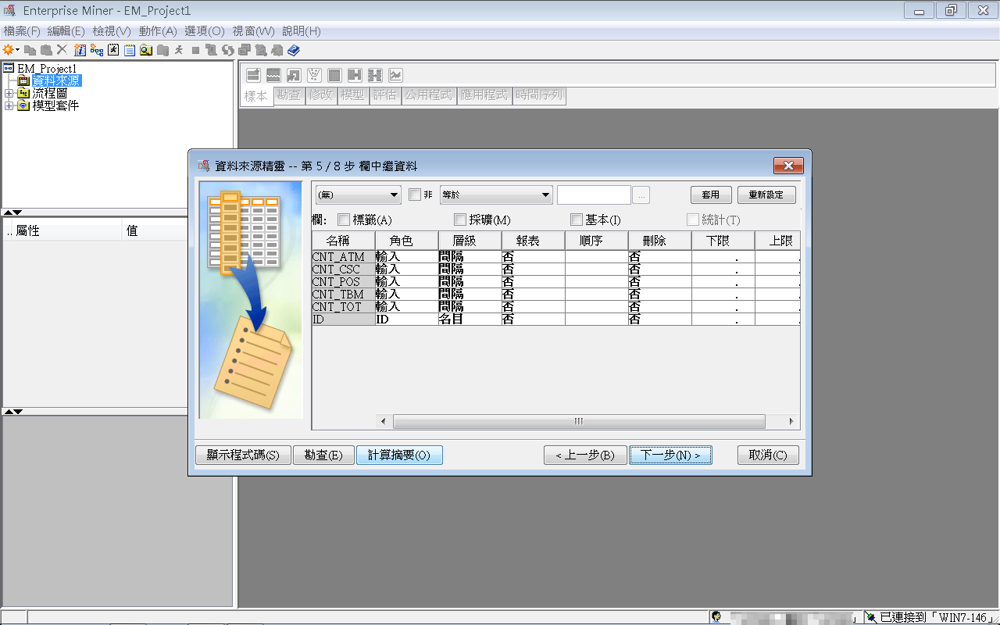 Enterprise Miner - EM_Project1
檔案(F) 編輯(E) 檢視(V) 動作(A) 選項(O) 視窗(W) 說明(H)
EM_Project1
資料來源
流程圖
模型套件
樣本 勘查 修改 模型 評估 公用程式 應用程式 時間序列
.. 屬性 值
資料來源精靈 -- 第 5 / 8 步 欄中繼資料
(無) 非 等於 ... 套用 重新設定
欄: 標籤(A) 採礦(M) 基本(I) 統計(T)
名稱 角色 層級 報表 順序 刪除 下限 上限
CNT_ATM 輸入 間隔 否 否 . .
CNT_CSC 輸入 間隔 否 否 . .
CNT_POS 輸入 間隔 否 否 . .
CNT_TBM 輸入 間隔 否 否 . .
CNT_TOT 輸入 間隔 否 否 . .
ID ID 名目 否 否 . .
顯示程式碼(S) 勘查(E) 計算摘要(O) < 上一步(B) 下一步(N) > 取消(C)
」 已連接到「WIN7-146」